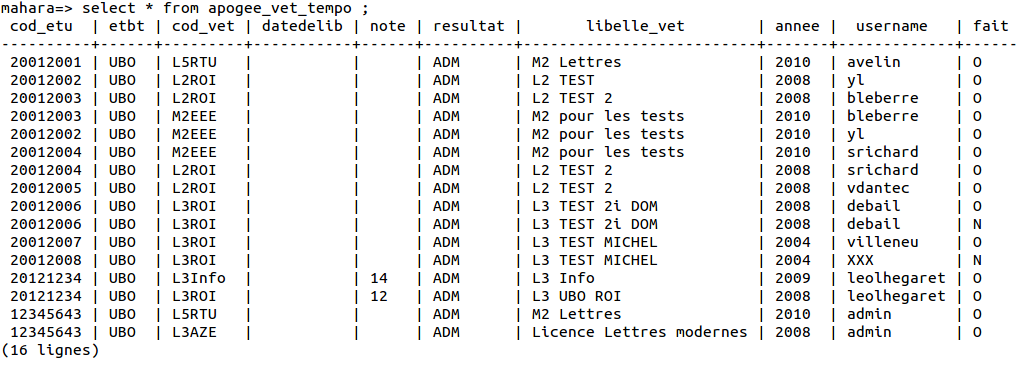 mahara=> select * from apogee_vet_tempo ;
 cod_etu | etbt | cod_vet | datedelib | note | resultat | libelle_vet | annee | username | fait
----------+------+---------+-----------+------+----------+--------------------------+-------+-------------+------
 20012001 | UBO | L5RTU | | | ADM | M2 Lettres | 2010 | avelin | O
 20012002 | UBO | L2ROI | | | ADM | L2 TEST | 2008 | yl | O
 20012003 | UBO | L2ROI | | | ADM | L2 TEST 2 | 2008 | bleberre | O
 20012003 | UBO | M2EEE | | | ADM | M2 pour les tests | 2010 | bleberre | O
 20012002 | UBO | M2EEE | | | ADM | M2 pour les tests | 2010 | yl | O
 20012004 | UBO | M2EEE | | | ADM | M2 pour les tests | 2010 | srichard | O
 20012004 | UBO | L2ROI | | | ADM | L2 TEST 2 | 2008 | srichard | O
 20012005 | UBO | L2ROI | | | ADM | L2 TEST 2 | 2008 | vdantec | O
 20012006 | UBO | L3ROI | | | ADM | L3 TEST 2i DOM | 2008 | debail | O
 20012006 | UBO | L3ROI | | | ADM | L3 TEST 2i DOM | 2008 | debail | N
 20012007 | UBO | L3ROI | | | ADM | L3 TEST MICHEL | 2004 | villeneu | O
 20012008 | UBO | L3ROI | | | ADM | L3 TEST MICHEL | 2004 | XXX | N
 20121234 | UBO | L3Info | | 14 | ADM | L3 Info | 2009 | leolhegaret | O
 20121234 | UBO | L3ROI | | 12 | ADM | L3 UBO ROI | 2008 | leolhegaret | O
 12345643 | UBO | L5RTU | | | ADM | M2 Lettres | 2010 | admin | O
 12345643 | UBO | L3AZE | | | ADM | Licence Lettres modernes | 2008 | admin | O
(16 lignes)